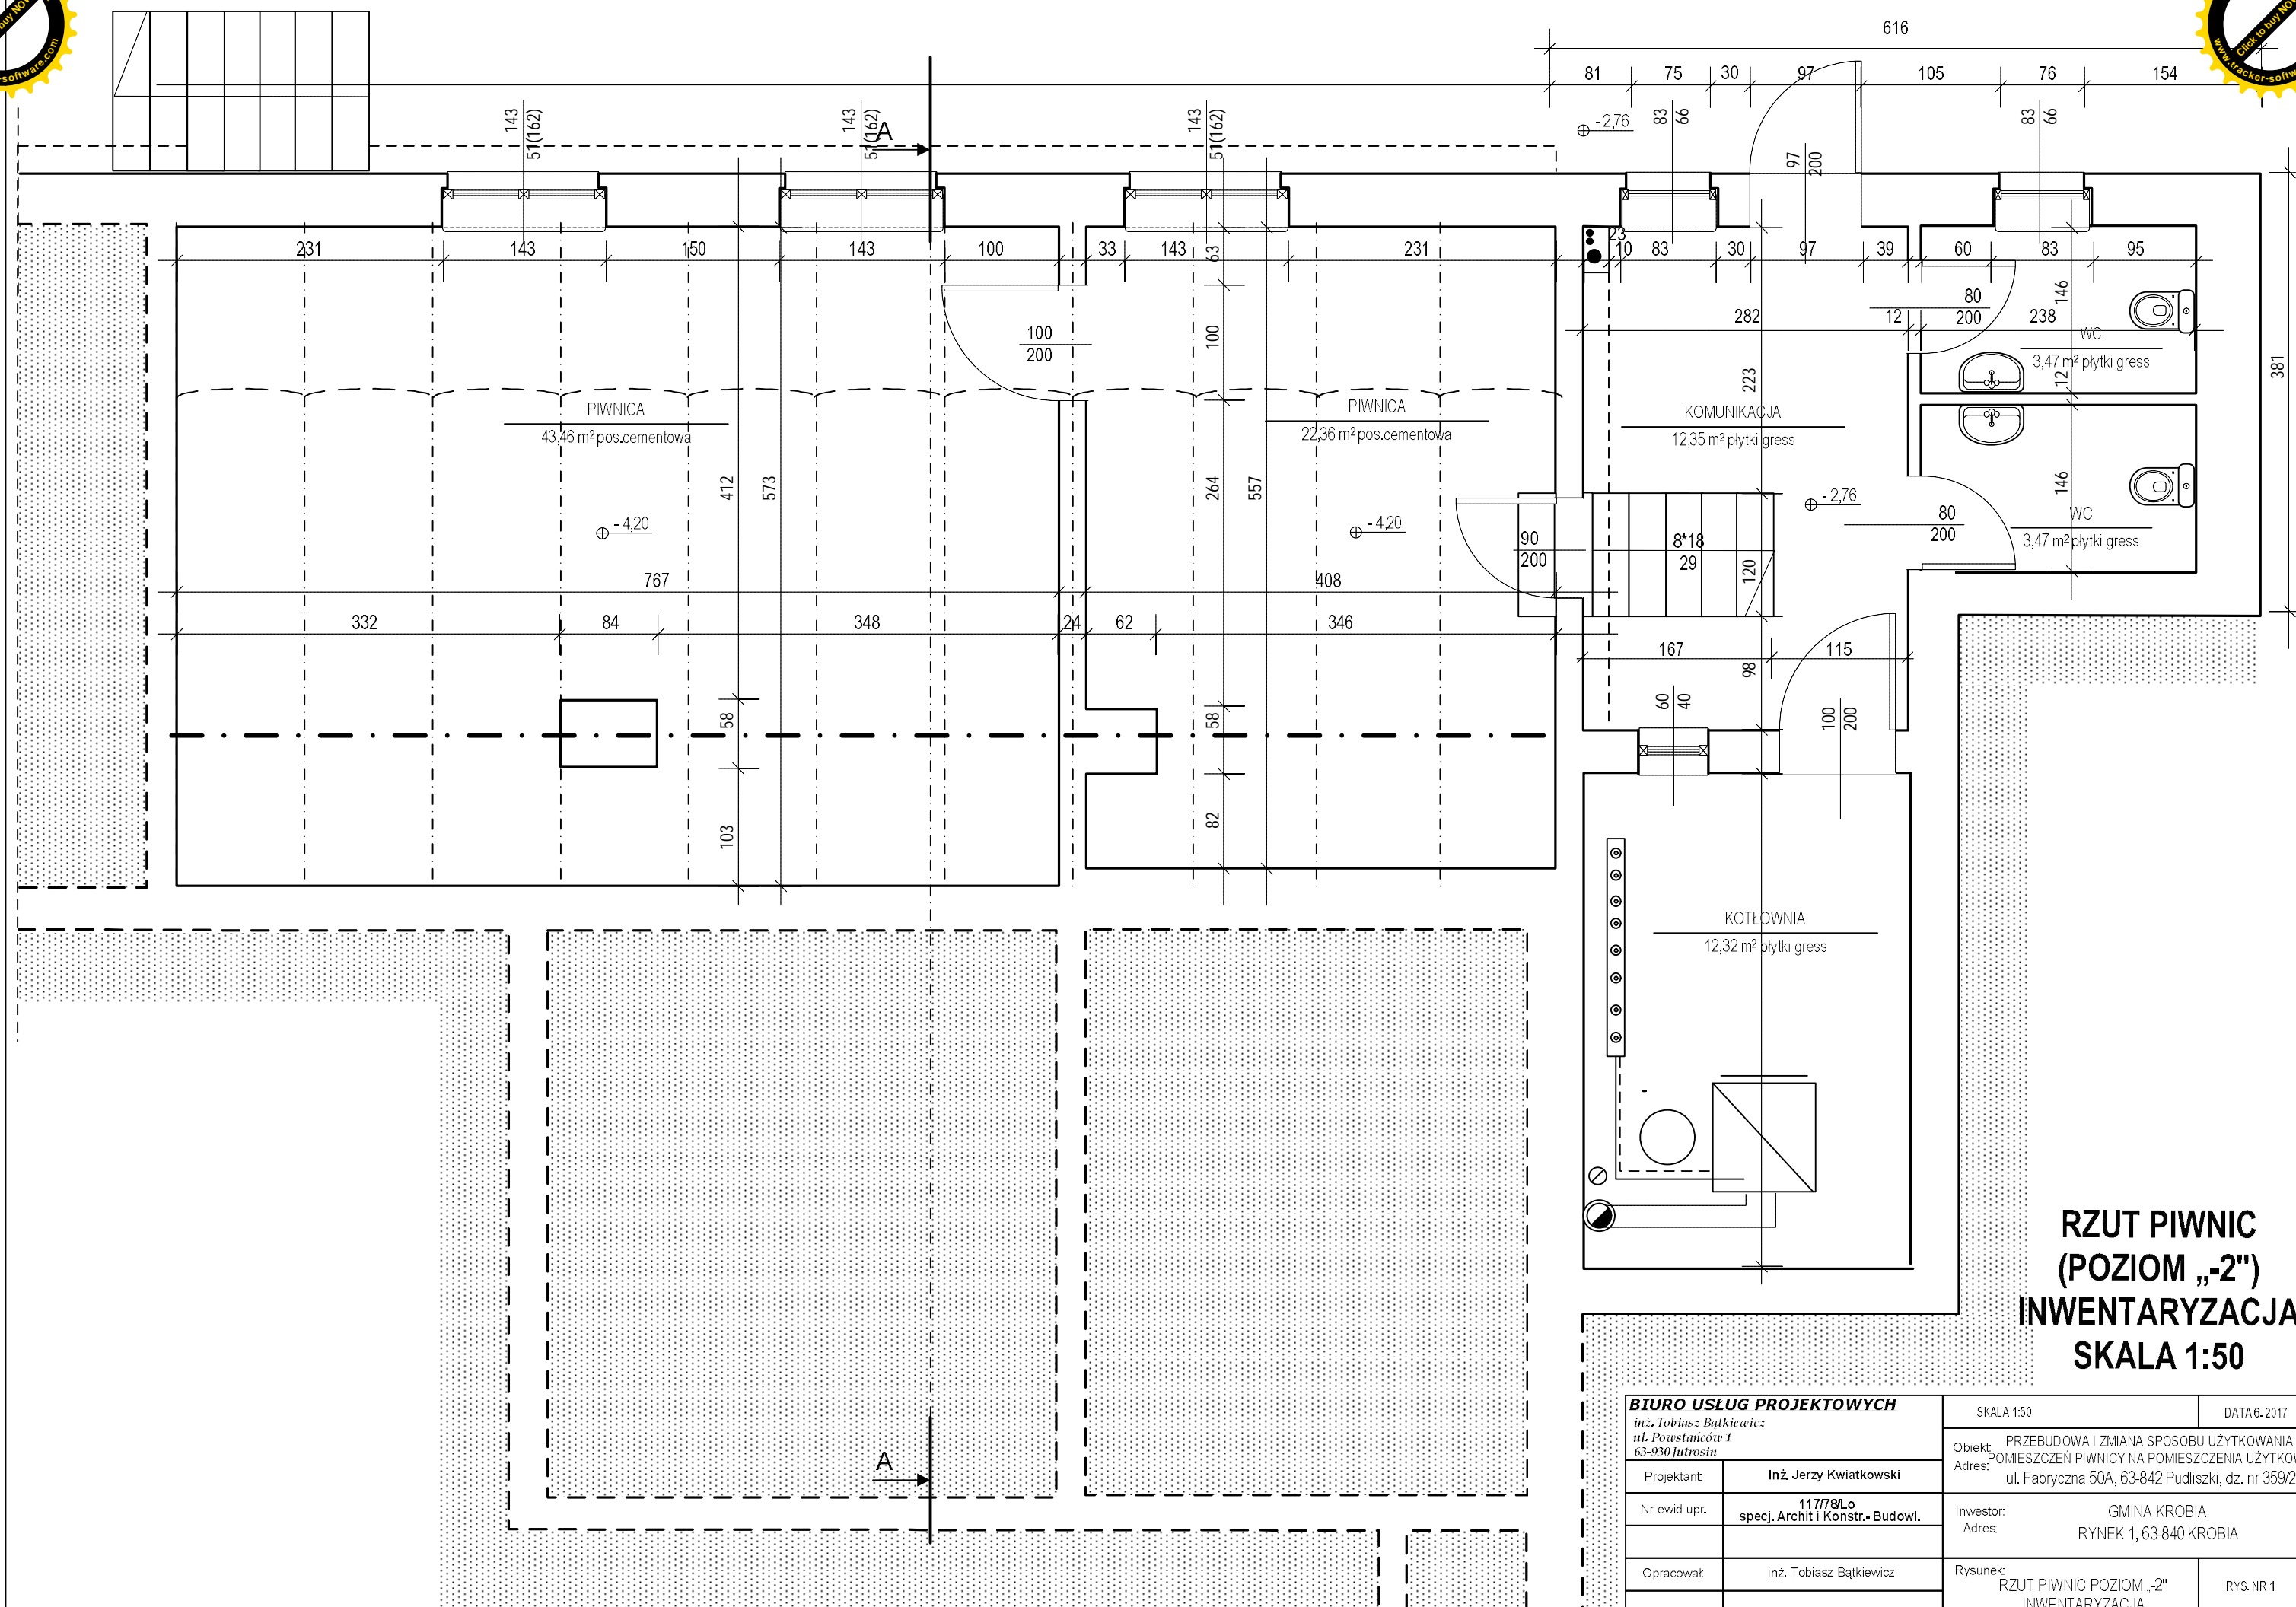 Click to buy NOW
www.tracker-software.com
616
81 75 30 97 105 76 154
143
51(162)
143
51(162)
A
143
51(162)
- 2,76
83
66
97
200
83
66
231 143 150 143 100 33 143 63 231 23 10 83 30 97 39 60 83 95
100
200
100
282 12
80
200
238
146
WC
3,47 m² płytki gress
12
381
223
PIWNICA
43,46 m² pos.cementowa
PIWNICA
22,36 m² pos.cementowa
KOMUNIKACJA
12,35 m² płytki gress
412 573 264 557
- 4,20
- 4,20
- 2,76
146
80
200
WC
3,47 m² płytki gress
90
200
8*18
29
120
767 408
332 84 348 24 62 346
167 115
98
60
40
100
200
58 58
103 82
KOTŁOWNIA
12,32 m² płytki gress
RZUT PIWNIC
(POZIOM „-2")
INWENTARYZACJA
SKALA 1:50
A
BIURO USŁUG PROJEKTOWYCH
inż. Tobiasz Bątkiewicz
ul. Powstańców 1
63-930 Jutrosin
SKALA 1:50 DATA 6. 2017
Obiekt: PRZEBUDOWA I ZMIANA SPOSOBU UŻYTKOWANIA
Adres: POMIESZCZEŃ PIWNICY NA POMIESZCZENIA UŻYTKO
ul. Fabryczna 50A, 63-842 Pudliszki, dz. nr 359/2
Projektant: Inż. Jerzy Kwiatkowski
Nr ewid upr. 117/78/Lo
specj. Archit i Konstr.- Budowl.
Inwestor: GMINA KROBIA
Adres: RYNEK 1, 63-840 KROBIA
Opracował: inż. Tobiasz Bątkiewicz
Rysunek: RZUT PIWNIC POZIOM „-2"
INWENTARYZACJA
RYS. NR 1